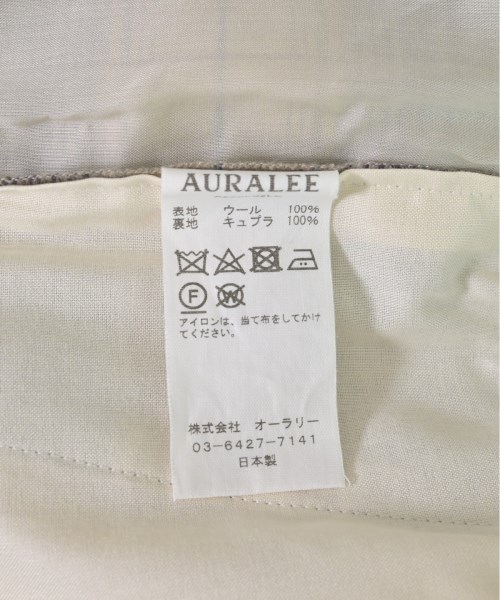 AURALEE
表地 ウール 100%
裏地 キュプラ 100%
F W
アイロンは、当て布をしてかけ
てください。
株式会社 オーラリー
03-6427-7141
日本製